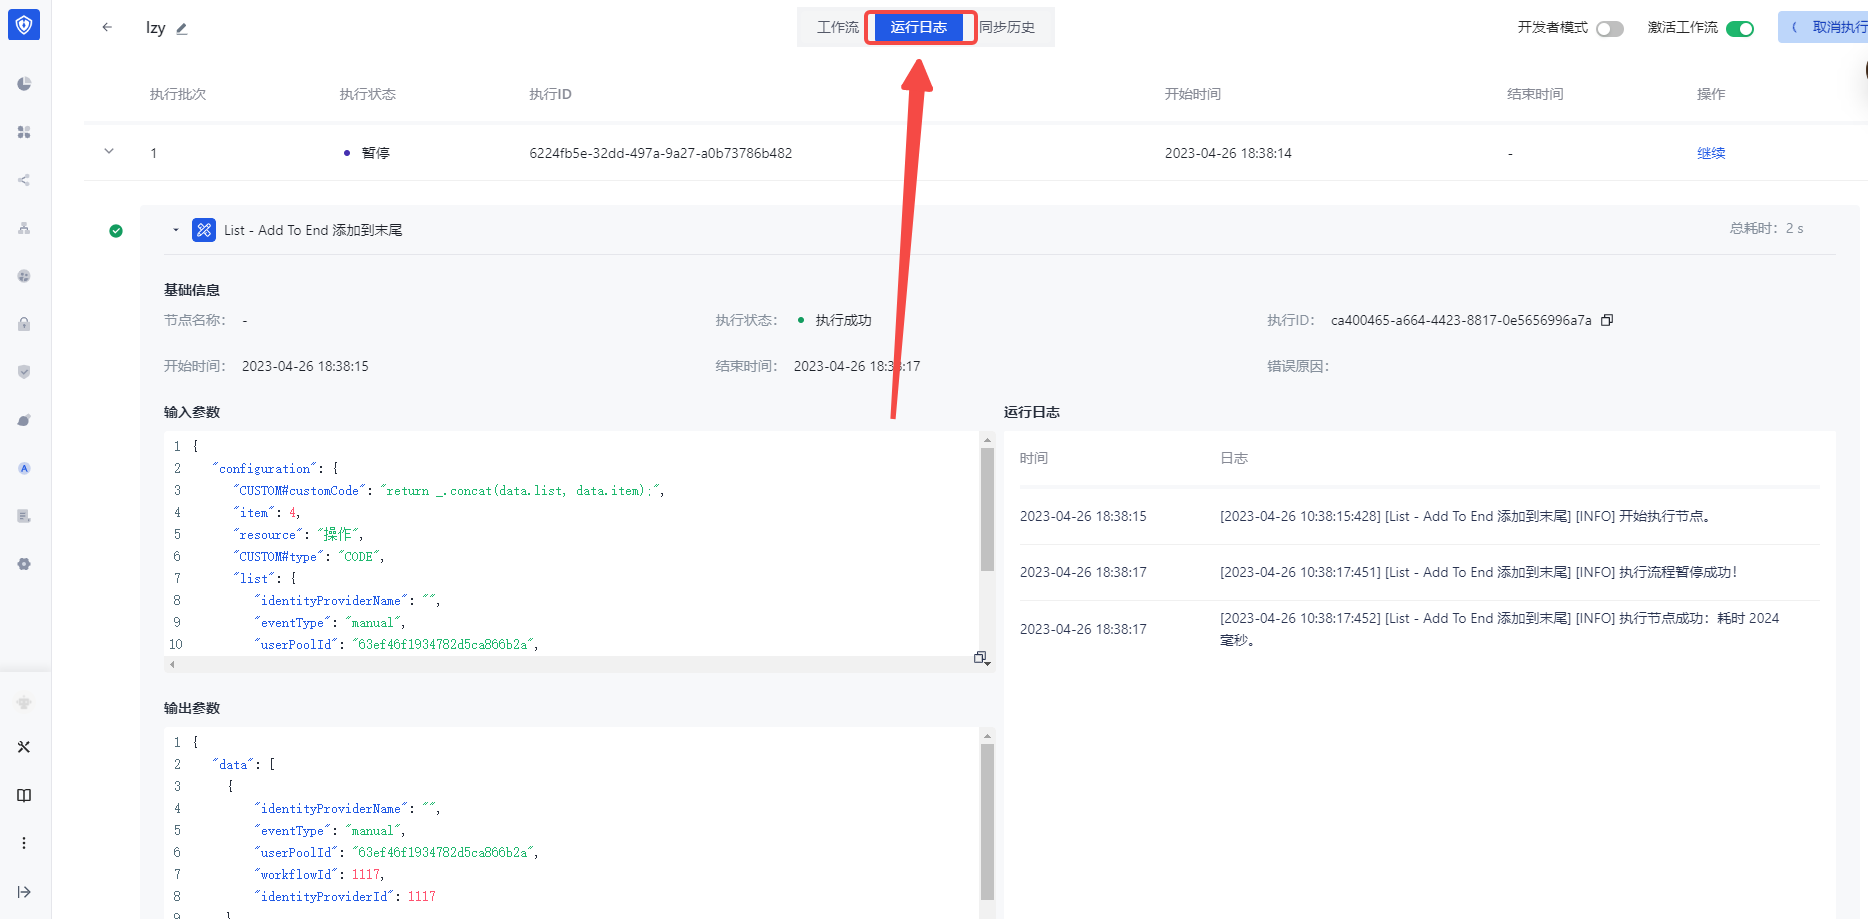 lzy
工作流 运行日志 同步历史
开发者模式 激活工作流 取消执行
执行批次 执行状态 执行ID 开始时间 结束时间 操作
1 暂停 6224fb5e-32dd-497a-9a27-a0b73786b482 2023-04-26 18:38:14 - 继续
List - Add To End 添加到末尾 总耗时：2 s
基础信息
节点名称： - 执行状态： 执行成功 执行ID： ca400465-a664-4423-8817-0e5656996a7a
开始时间： 2023-04-26 18:38:15 结束时间： 2023-04-26 18:38:17 错误原因：
输入参数
1 {
2 "configuration": {
3 "CUSTOM#customCode": "return _.concat(data.list, data.item);",
4 "item": 4,
5 "resource": "操作",
6 "CUSTOM#type": "CODE",
7 "list": {
8 "identityProviderName": "",
9 "eventType": "manual",
10 "userPoolId": "63ef46f1934782d5ca866b2a",
运行日志
时间 日志
2023-04-26 18:38:15 [2023-04-26 10:38:15:428] [List - Add To End 添加到末尾] [INFO] 开始执行节点。
2023-04-26 18:38:17 [2023-04-26 10:38:17:451] [List - Add To End 添加到末尾] [INFO] 执行流程暂停成功！
2023-04-26 18:38:17 [2023-04-26 10:38:17:452] [List - Add To End 添加到末尾] [INFO] 执行节点成功：耗时 2024
毫秒。
输出参数
1 {
2 "data": [
3 {
4 "identityProviderName": "",
5 "eventType": "manual",
6 "userPoolId": "63ef46f1934782d5ca866b2a",
7 "workflowId": 1117,
8 "identityProviderId": 1117
9 }